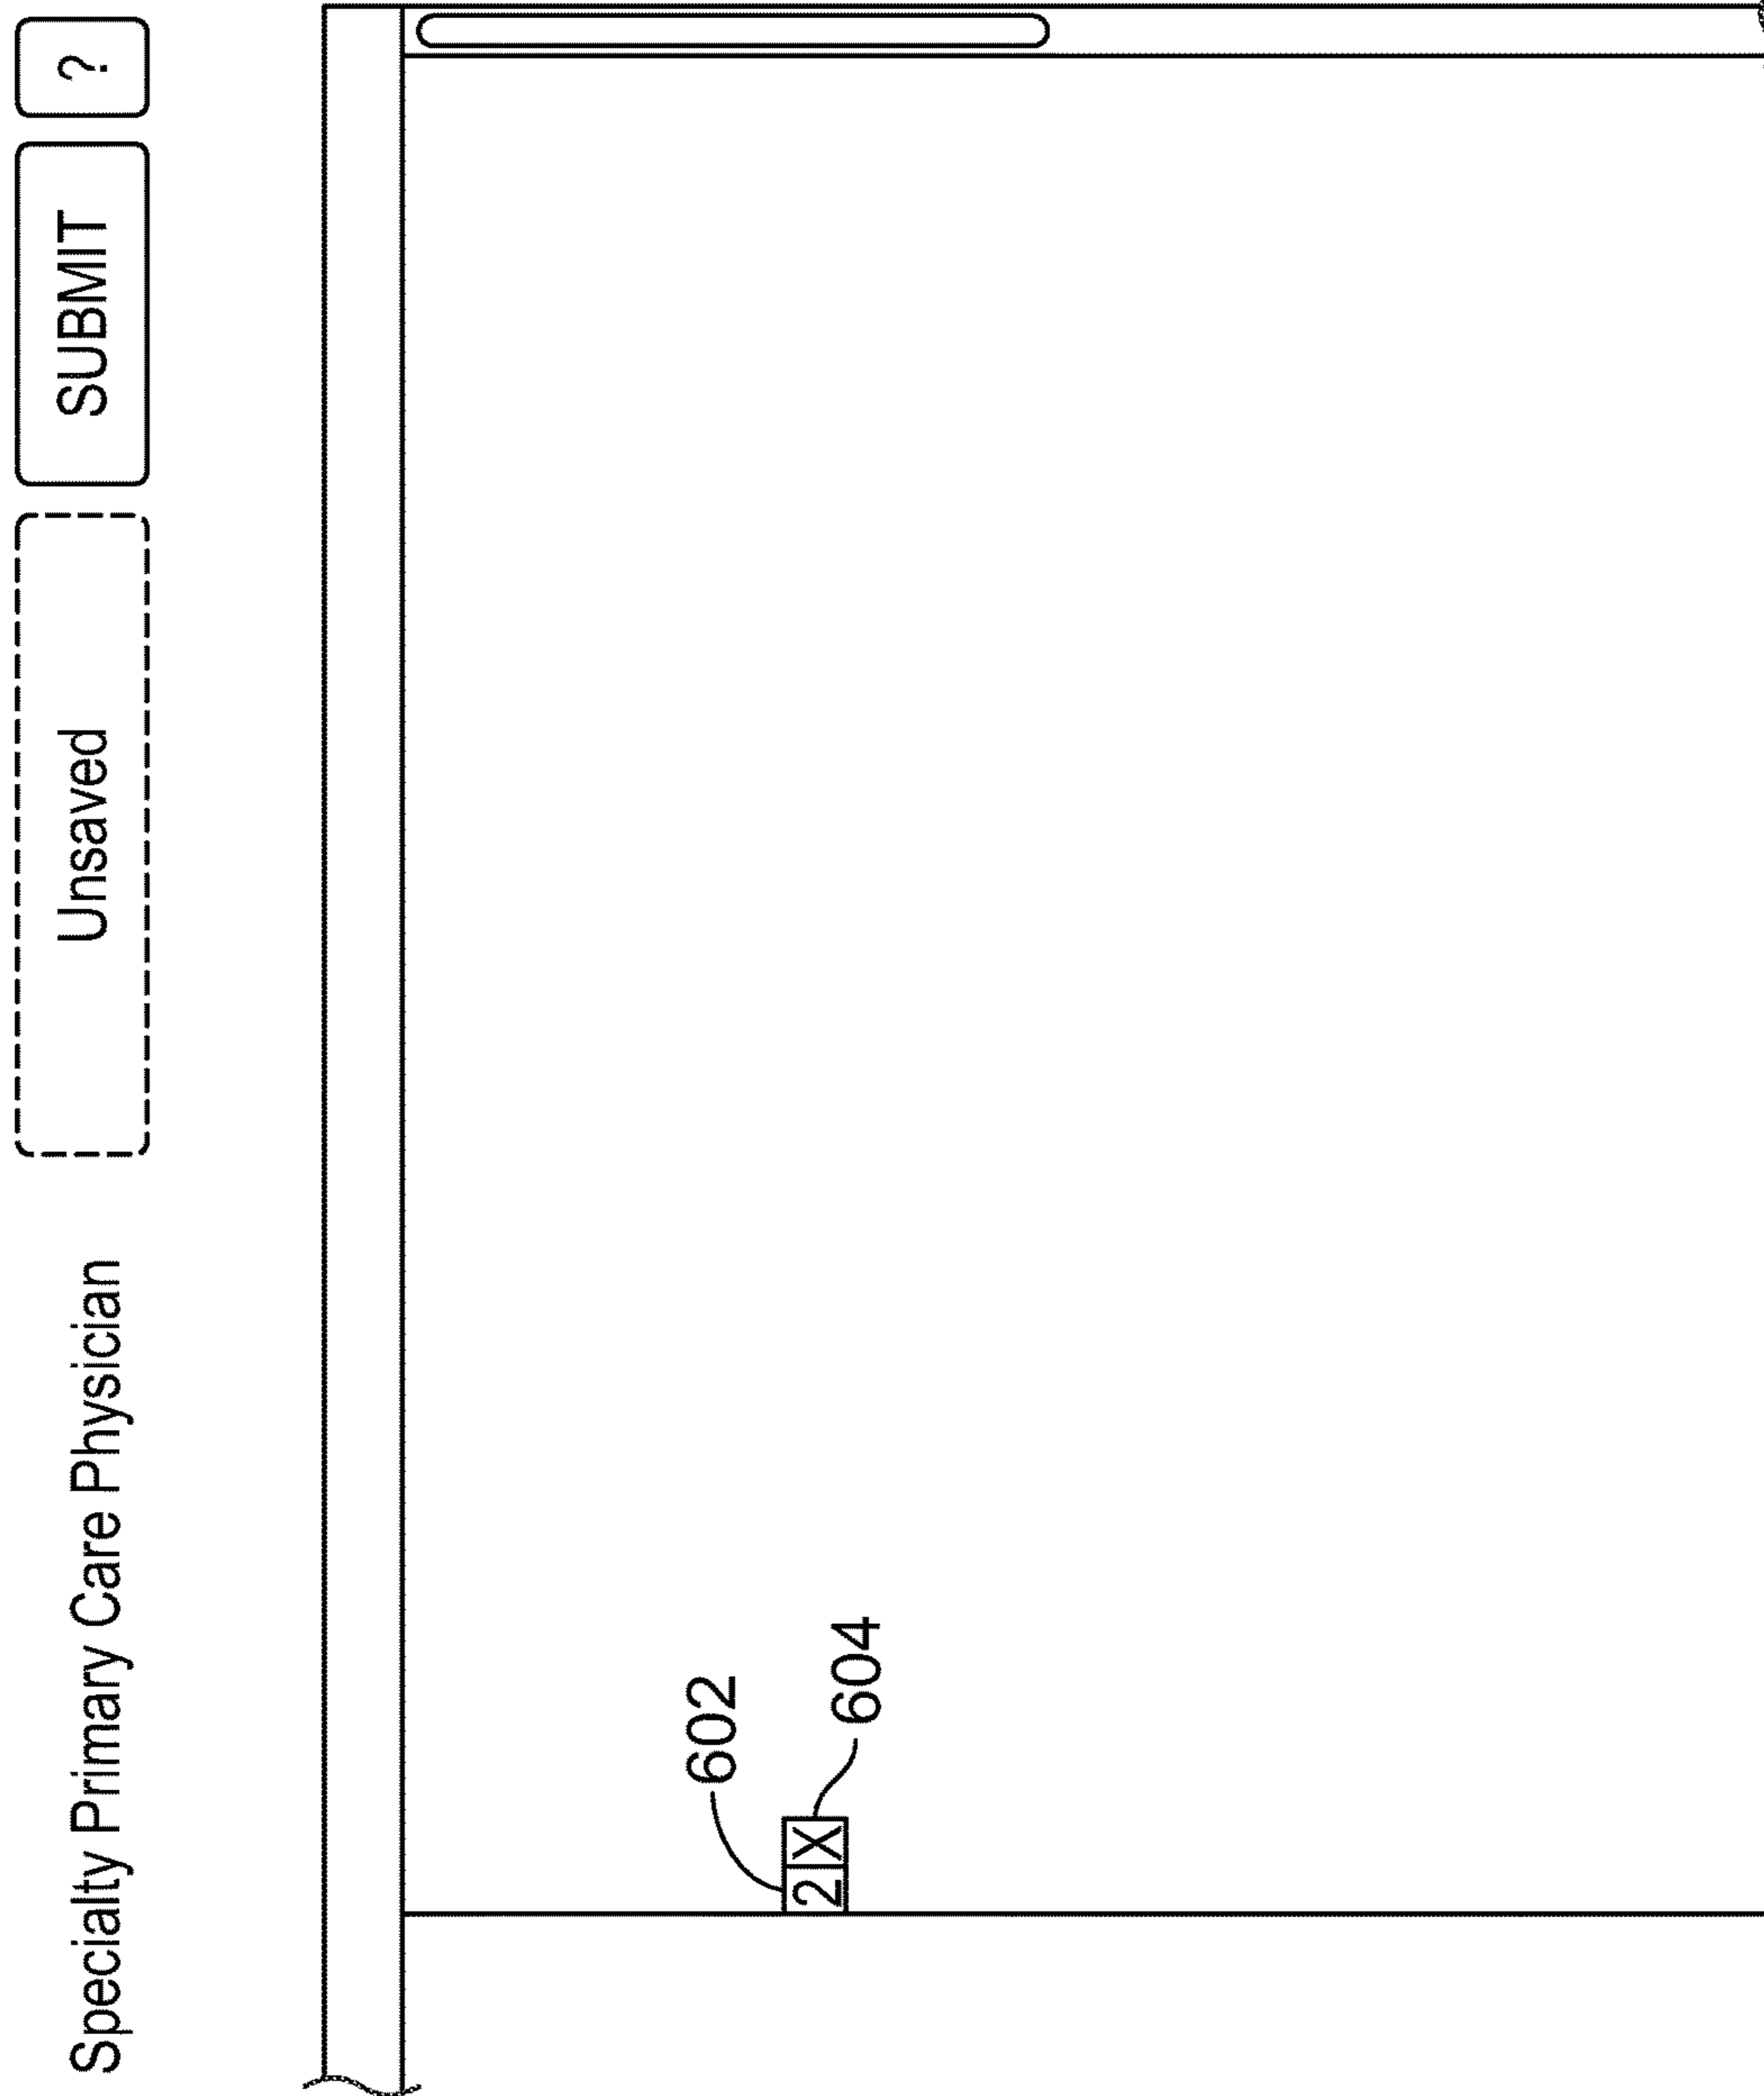 Specialty Primary Care Physician
Unsaved
SUBMIT
?
602
2 X
604